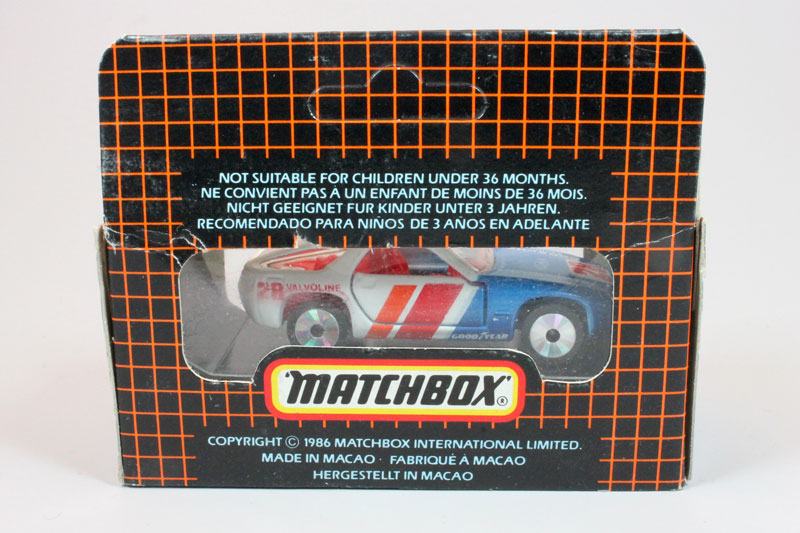 NOT SUITABLE FOR CHILDREN UNDER 36 MONTHS.
NE CONVIENT PAS À UN ENFANT DE MOINS DE 36 MOIS.
NICHT GEEIGNET FUR KINDER UNTER 3 JAHREN.
RECOMENDADO PARA NIÑOS DE 3 AÑOS EN ADELANTE
VALVOLINE
GOODYEAR
"MATCHBOX"®
COPYRIGHT © 1986 MATCHBOX INTERNATIONAL LIMITED.
MADE IN MACAO · FABRIQUÉ À MACAO
HERGESTELLT IN MACAO